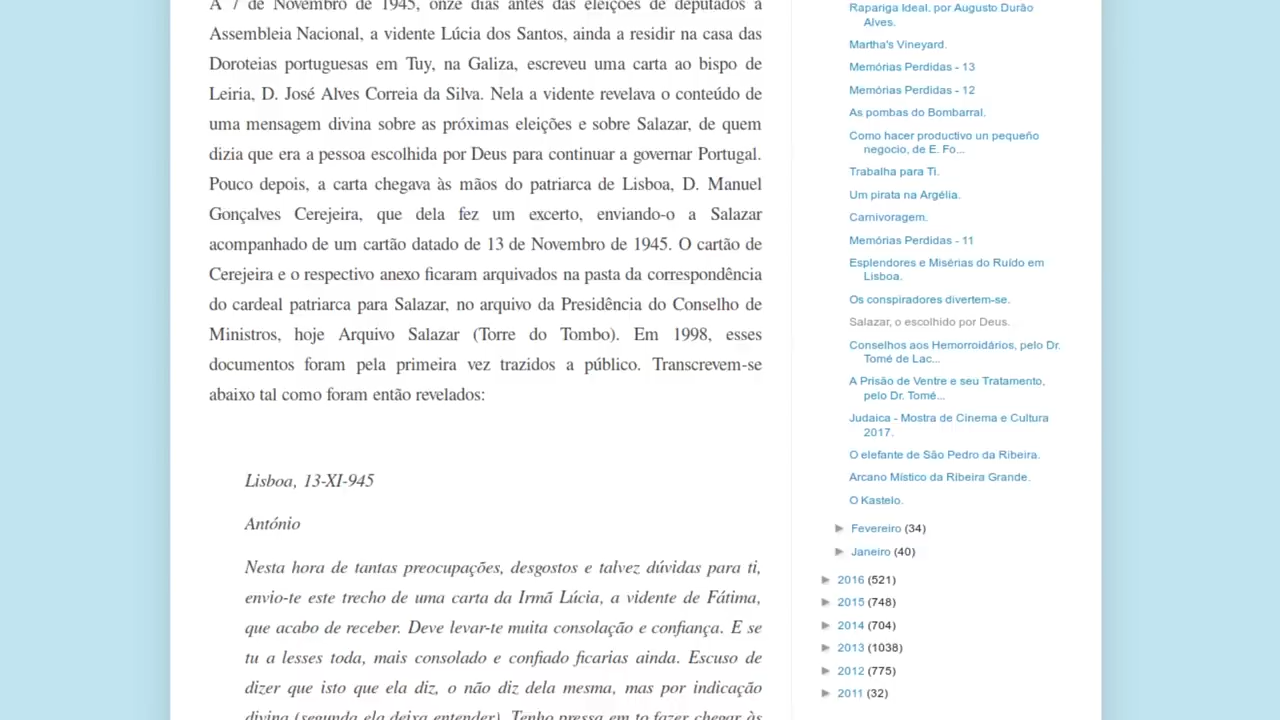 A 7 de Novembro de 1945, onze dias antes das eleições de deputados à
Assembleia Nacional, a vidente Lúcia dos Santos, ainda a residir na casa das
Doroteias portuguesas em Tuy, na Galiza, escreveu uma carta ao bispo de
Leiria, D. José Alves Correia da Silva. Nela a vidente revelava o conteúdo de
uma mensagem divina sobre as próximas eleições e sobre Salazar, de quem
dizia que era a pessoa escolhida por Deus para continuar a governar Portugal.
Pouco depois, a carta chegava às mãos do patriarca de Lisboa, D. Manuel
Gonçalves Cerejeira, que dela fez um excerto, enviando-o a Salazar
acompanhado de um cartão datado de 13 de Novembro de 1945. O cartão de
Cerejeira e o respectivo anexo ficaram arquivados na pasta da correspondência
do cardeal patriarca para Salazar, no arquivo da Presidência do Conselho de
Ministros, hoje Arquivo Salazar (Torre do Tombo). Em 1998, esses
documentos foram pela primeira vez trazidos a público. Transcrevem-se
abaixo tal como foram então revelados:
Lisboa, 13-XI-945
António
Nesta hora de tantas preocupações, desgostos e talvez dúvidas para ti,
envio-te este trecho de uma carta da Irmã Lúcia, a vidente de Fátima,
que acabo de receber. Deve levar-te muita consolação e confiança. E se
tu a lesses toda, mais consolado e confiado ficarias ainda. Escuso de
dizer que isto que ela diz, o não diz dela mesma, mas por indicação
divina (segundo ela deixa entender). Tenho pressa em to fazer chegar às
Rapariga Ideal, por Augusto Durão
Alves.
Martha's Vineyard.
Memórias Perdidas - 13
Memórias Perdidas - 12
As pombas do Bombarral.
Como hacer productivo un pequeño
negocio, de E. Fo...
Trabalha para Ti.
Um pirata na Argélia.
Carnivoragem.
Memórias Perdidas - 11
Esplendores e Misérias do Ruído em
Lisboa.
Os conspiradores divertem-se.
Salazar, o escolhido por Deus.
Conselhos aos Hemorroidários, pelo Dr.
Tomé de Lac...
A Prisão de Ventre e seu Tratamento,
pelo Dr. Tomé...
Judaica - Mostra de Cinema e Cultura
2017.
O elefante de São Pedro da Ribeira.
Arcano Místico da Ribeira Grande.
O Kastelo.
► Fevereiro (34)
► Janeiro (40)
► 2016 (521)
► 2015 (748)
► 2014 (704)
► 2013 (1038)
► 2012 (775)
► 2011 (32)